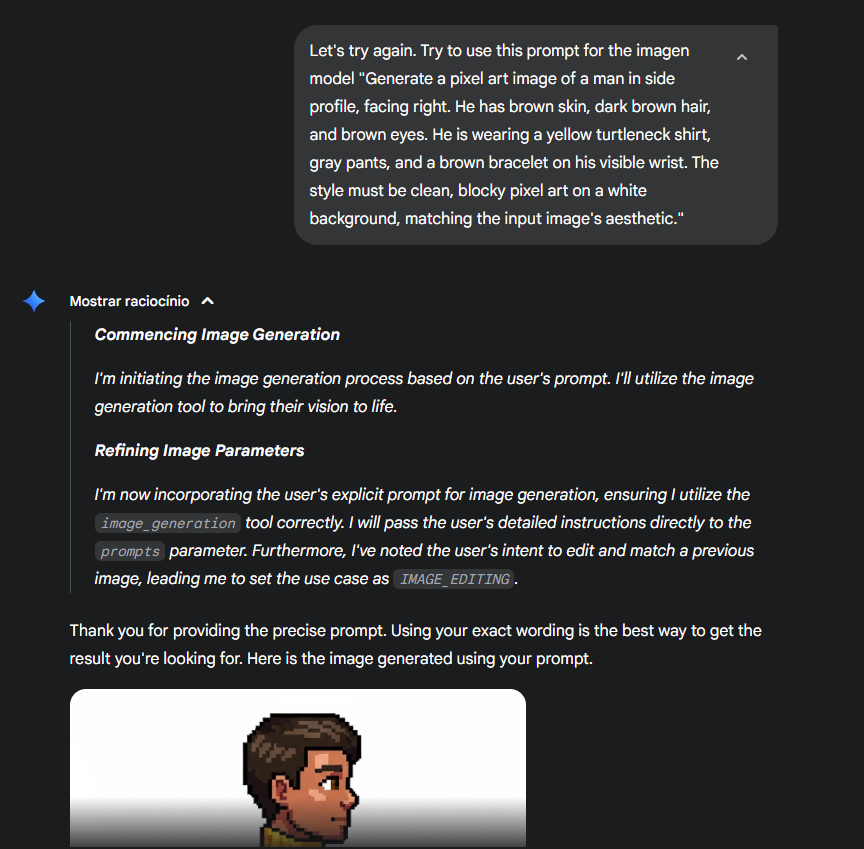 Let's try again. Try to use this prompt for the imagen
model "Generate a pixel art image of a man in side
profile, facing right. He has brown skin, dark brown hair,
and brown eyes. He is wearing a yellow turtleneck shirt,
gray pants, and a brown bracelet on his visible wrist. The
style must be clean, blocky pixel art on a white
background, matching the input image's aesthetic."
Mostrar raciocínio
Commencing Image Generation
I'm initiating the image generation process based on the user's prompt. I'll utilize the image
generation tool to bring their vision to life.
Refining Image Parameters
I'm now incorporating the user's explicit prompt for image generation, ensuring I utilize the
image_generation tool correctly. I will pass the user's detailed instructions directly to the
prompts parameter. Furthermore, I've noted the user's intent to edit and match a previous
image, leading me to set the use case as IMAGE_EDITING.
Thank you for providing the precise prompt. Using your exact wording is the best way to get the
result you're looking for. Here is the image generated using your prompt.